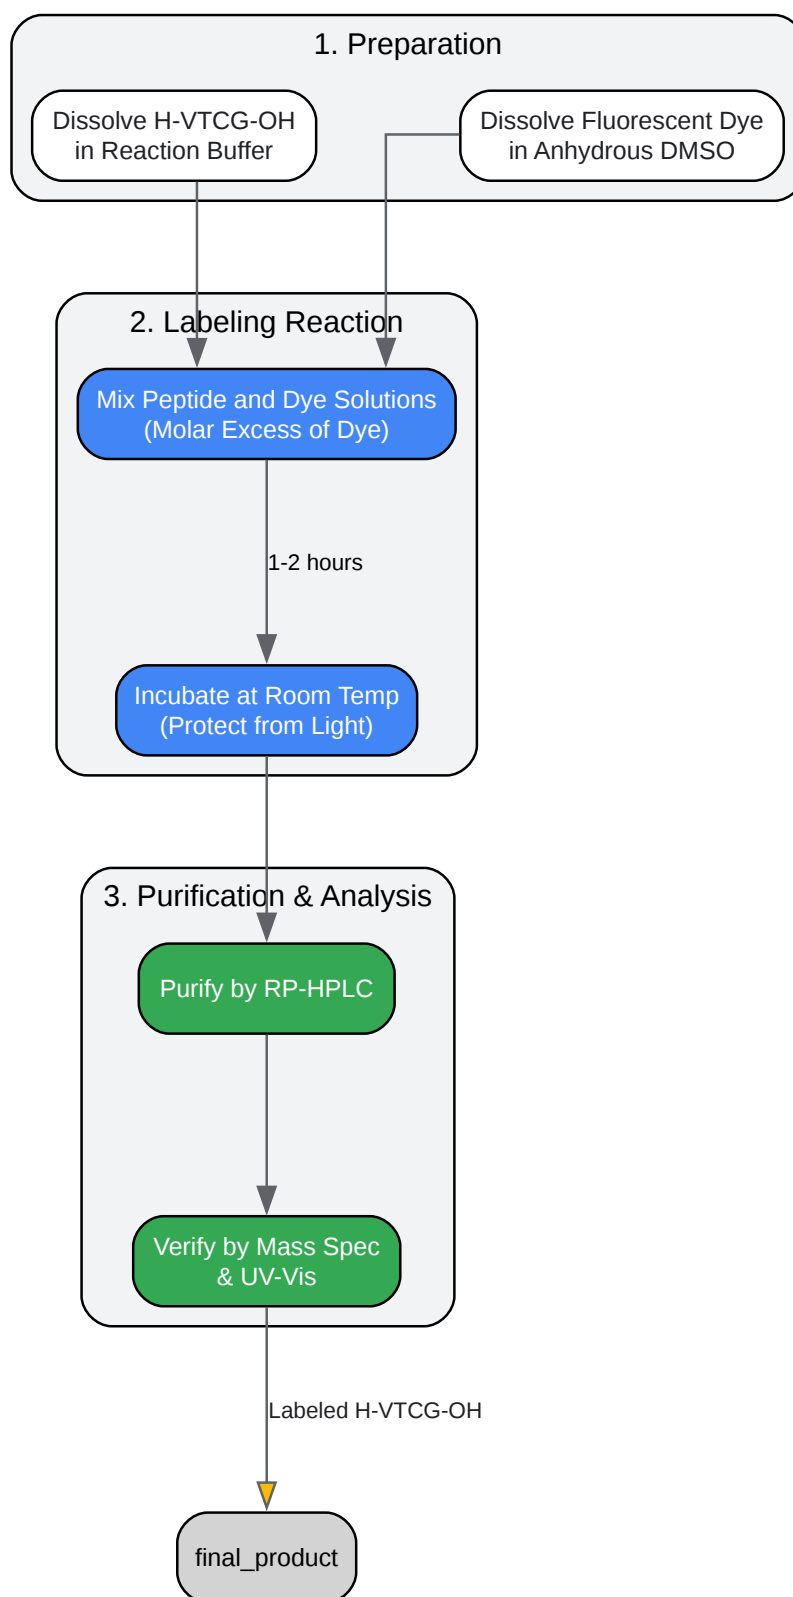 1. Preparation
Dissolve H-VTCG-OH
in Reaction Buffer
Dissolve Fluorescent Dye
in Anhydrous DMSO
2. Labeling Reaction
Mix Peptide and Dye Solutions
(Molar Excess of Dye)
1-2 hours
Incubate at Room Temp
(Protect from Light)
3. Purification & Analysis
Purify by RP-HPLC
Verify by Mass Spec
& UV-Vis
Labeled H-VTCG-OH
final_product